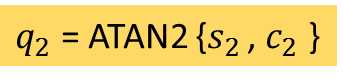 q₂ = ATAN2 {s₂ , c₂ }